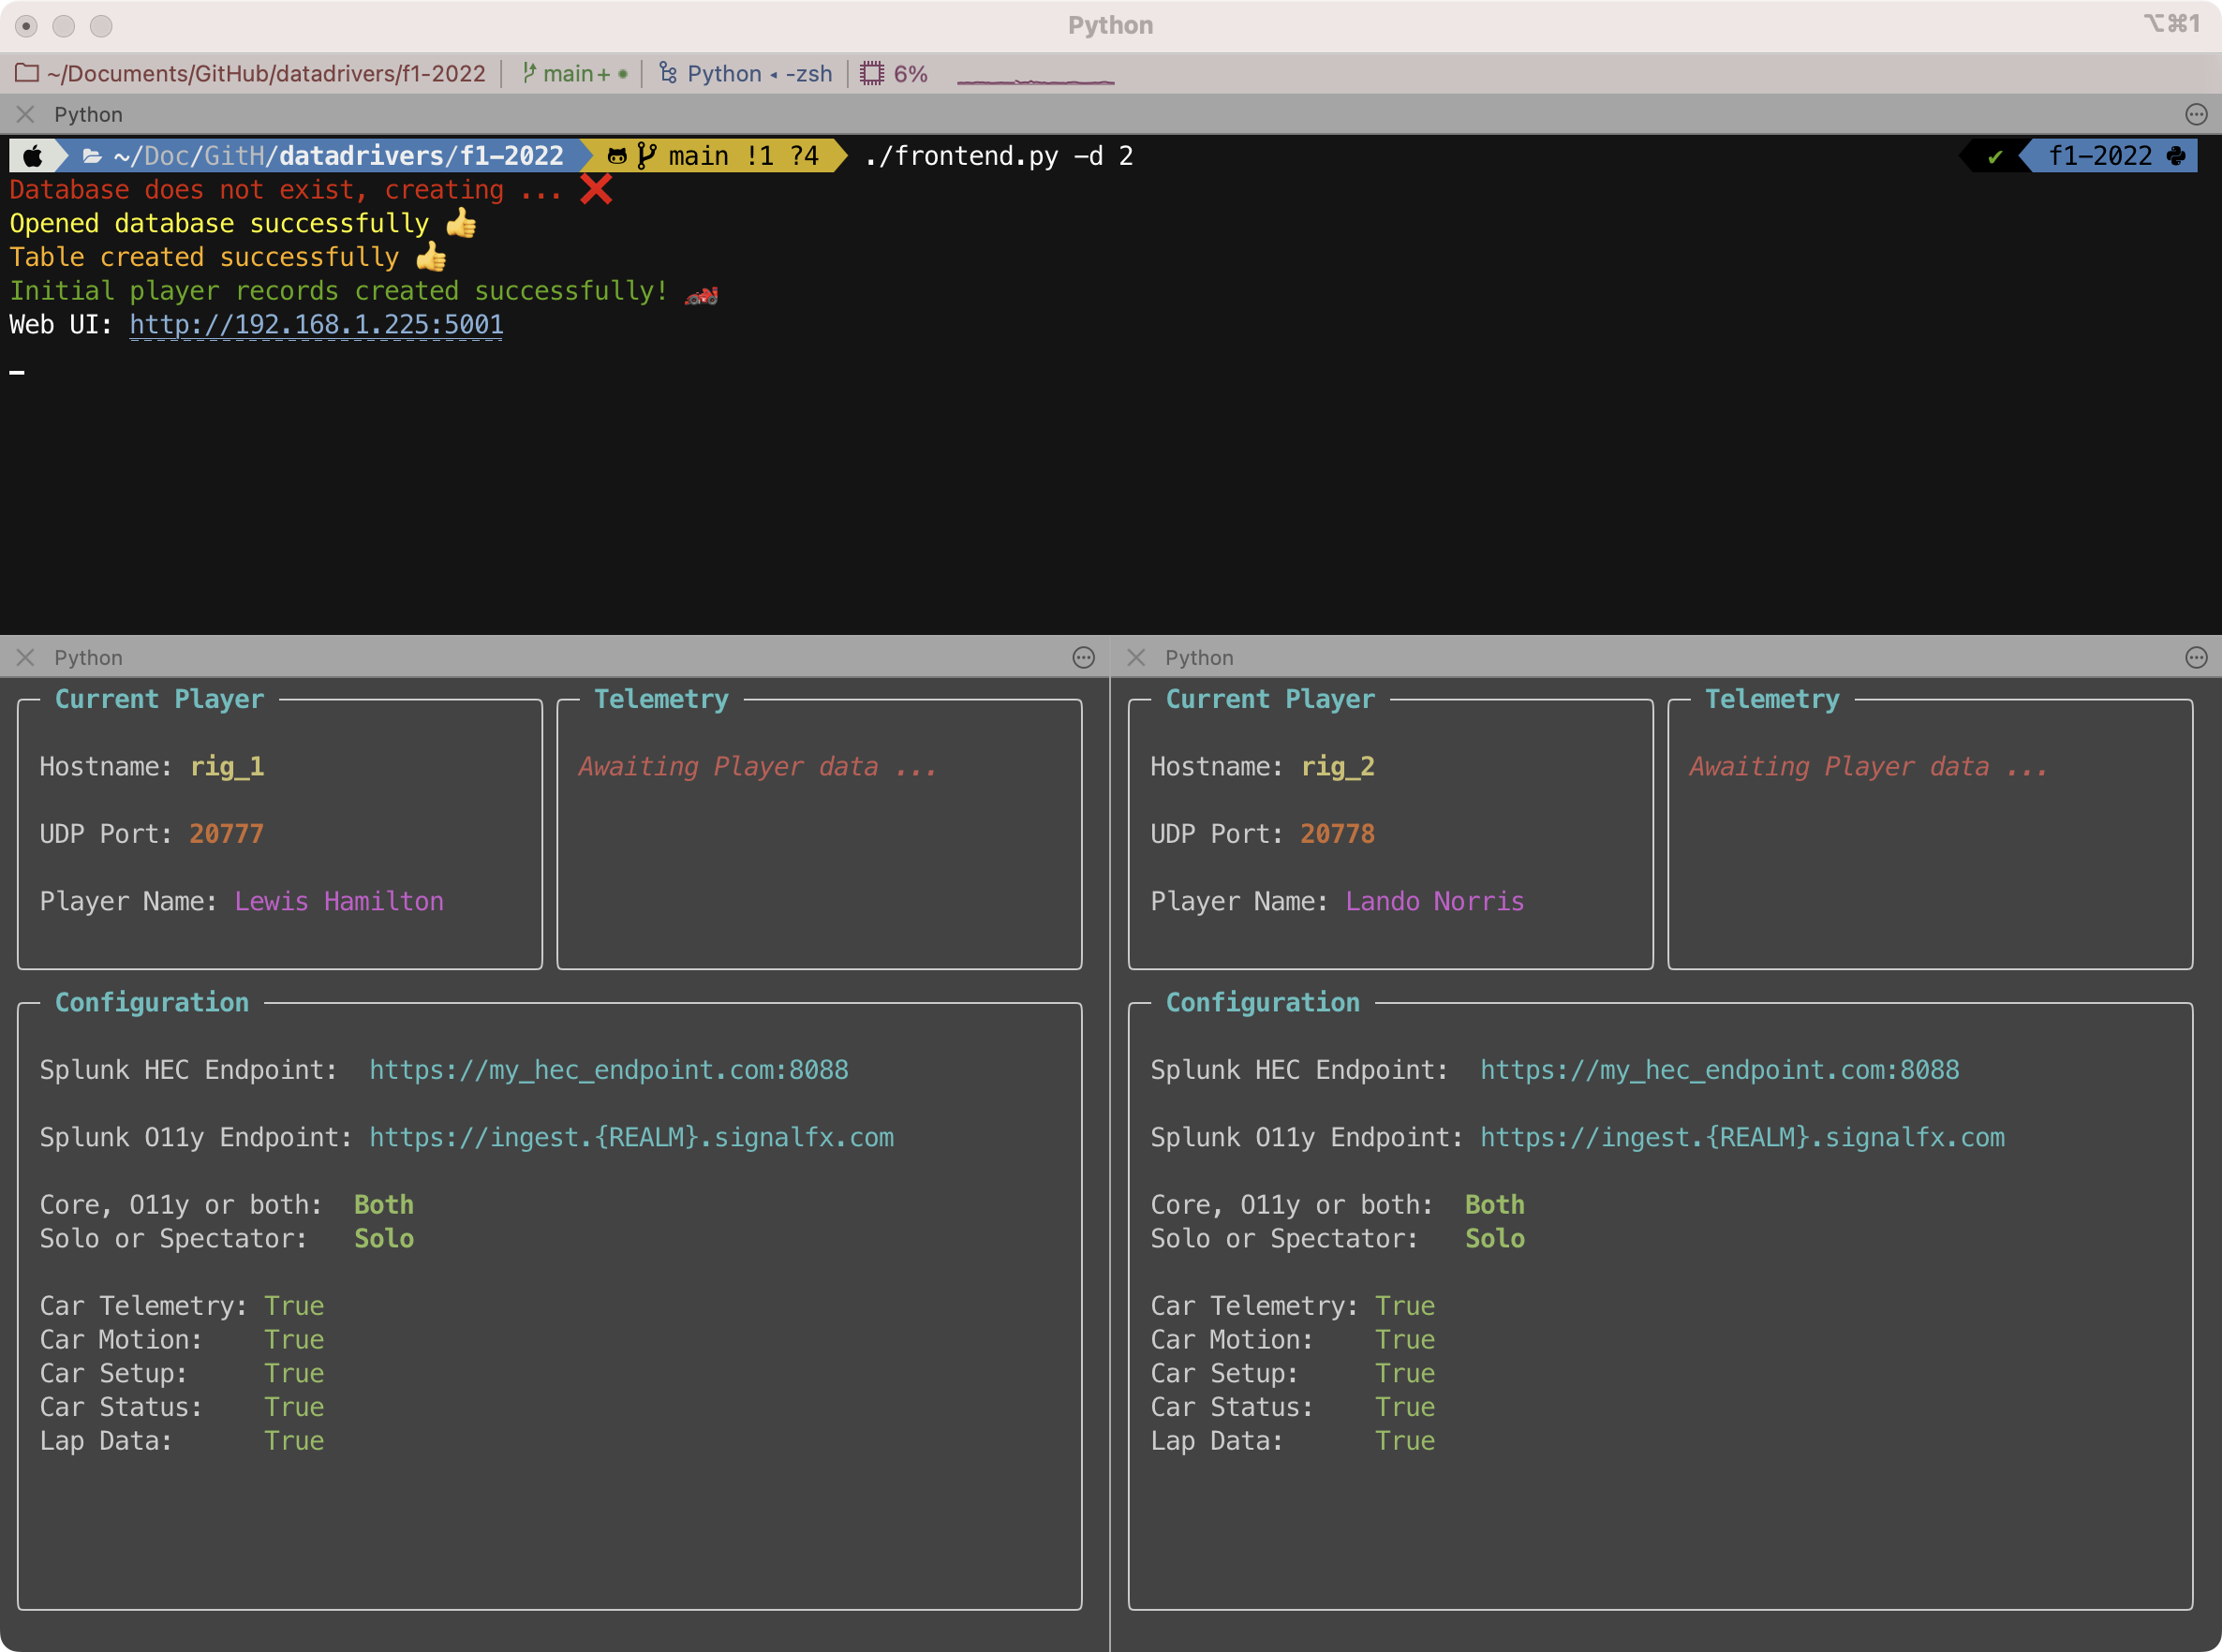 Python
⌥⌘1
~/Documents/GitHub/datadrivers/f1-2022 main+ ● Python ◂ -zsh 6%
Python
~/Doc/GitH/datadrivers/f1-2022 main !1 ?4 ./frontend.py -d 2 ✔ f1-2022
Database does not exist, creating ... ❌
Opened database successfully 👍
Table created successfully 👍
Initial player records created successfully! 🏎️
Web UI: http://192.168.1.225:5001
Python
Current Player
Hostname: rig_1
UDP Port: 20777
Player Name: Lewis Hamilton
Telemetry
Awaiting Player data ...
Configuration
Splunk HEC Endpoint: https://my_hec_endpoint.com:8088
Splunk O11y Endpoint: https://ingest.{REALM}.signalfx.com
Core, O11y or both: Both
Solo or Spectator: Solo
Car Telemetry: True
Car Motion: True
Car Setup: True
Car Status: True
Lap Data: True
Python
Current Player
Hostname: rig_2
UDP Port: 20778
Player Name: Lando Norris
Telemetry
Awaiting Player data ...
Configuration
Splunk HEC Endpoint: https://my_hec_endpoint.com:8088
Splunk O11y Endpoint: https://ingest.{REALM}.signalfx.com
Core, O11y or both: Both
Solo or Spectator: Solo
Car Telemetry: True
Car Motion: True
Car Setup: True
Car Status: True
Lap Data: True